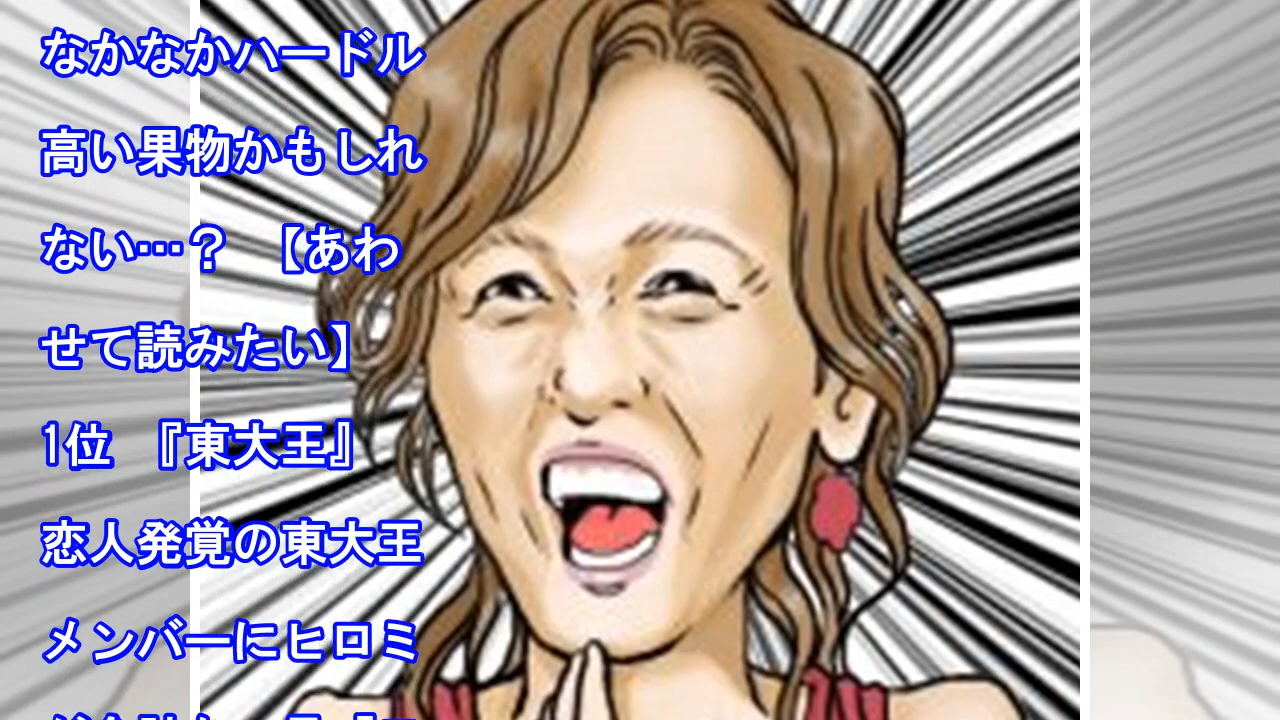 なかなかハードル
高い果物かもしれ
ない…？　【あわ
せて読みたい】
1位　『東大王』
恋人発覚の東大王
メンバーにヒロミ